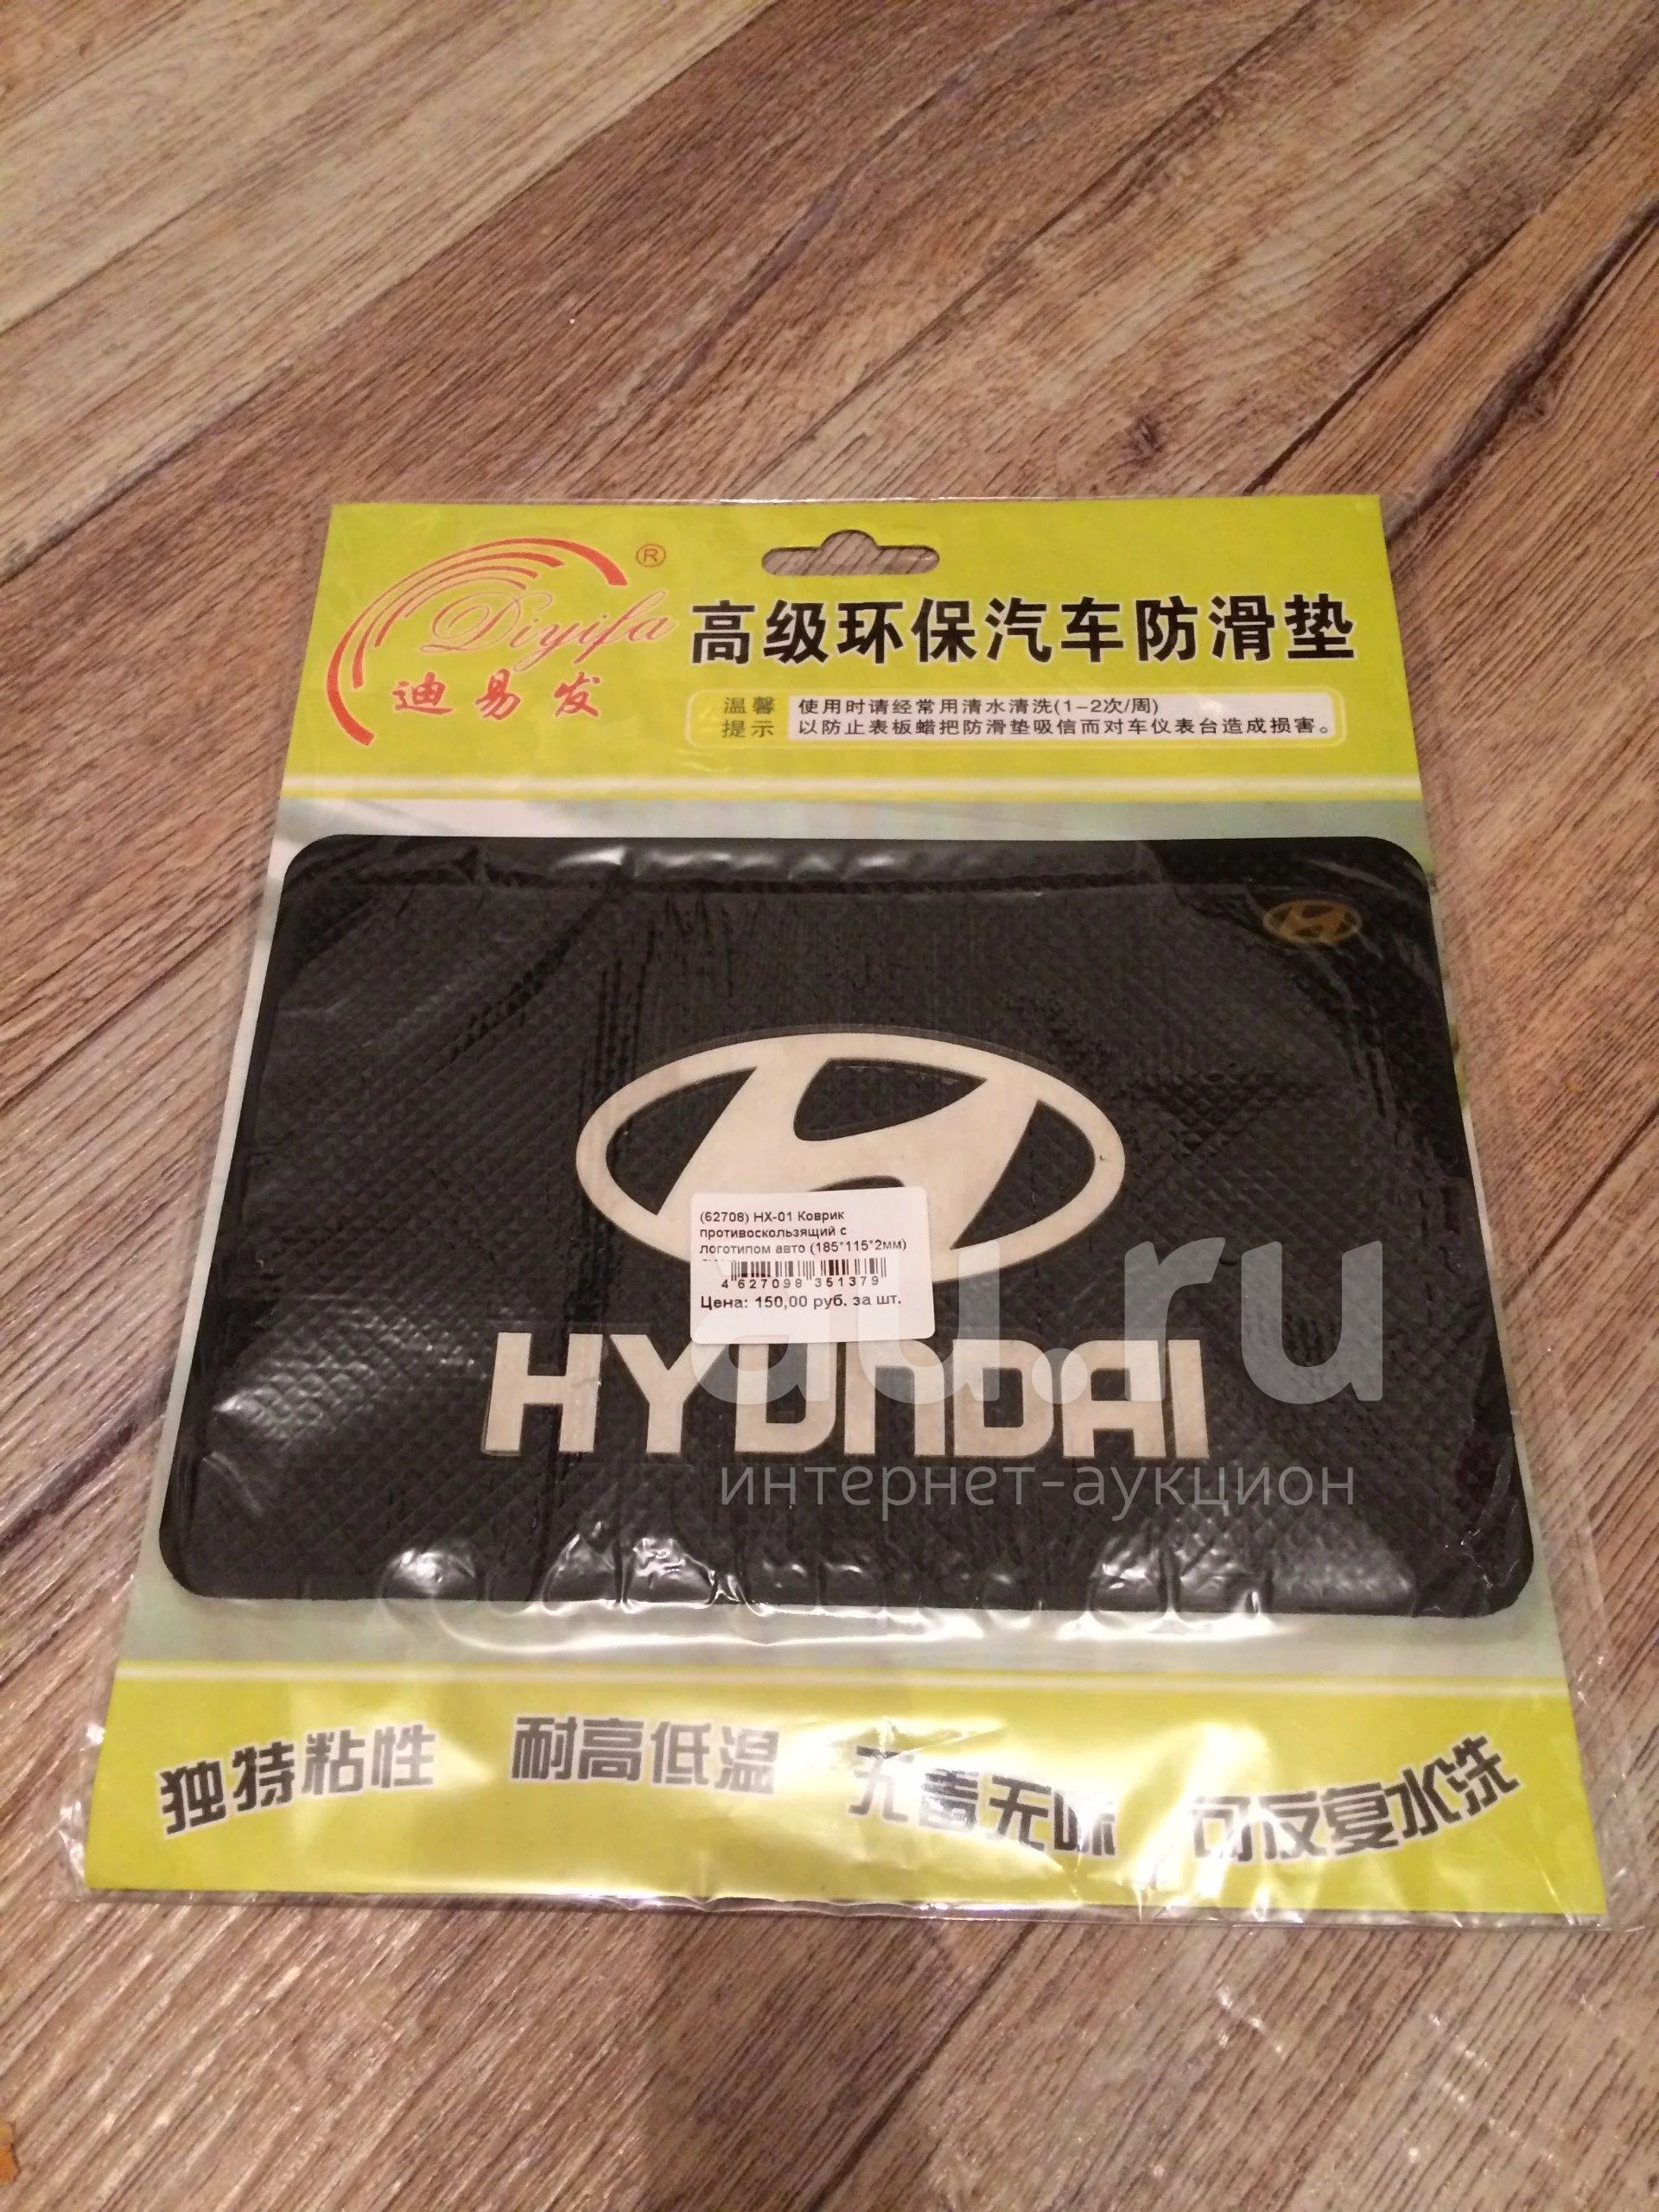 Diyifa ®
迪易发
高级环保汽车防滑垫
温馨提示
使用时请经常用清水清洗(1-2次/周)
以防止表板蜡把防滑垫吸信而对车仪表台造成损害。
(62708) HX-01 Коврик
противоскользящий с
логотипом авто (185*115*2мм)
4 627098 351379
Цена: 150,00 руб. за шт.
HYUNDAI
au.ru
интернет-аукцион
独特粘性 耐高低温 无毒无味 可反复水洗